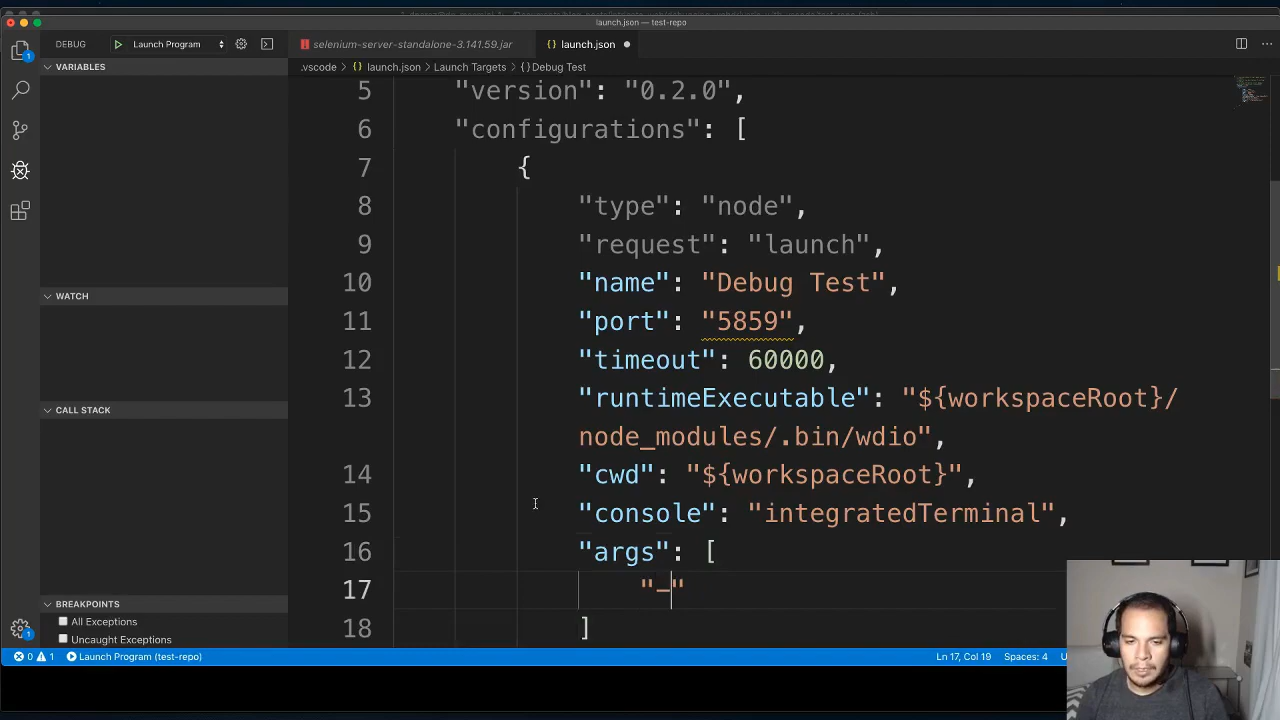 launch.json — test-repo
DEBUG
Launch Program
selenium-server-standalone-3.141.59.jar
{} launch.json
VARIABLES
.vscode > launch.json > Launch Targets > {} Debug Test
5 "version": "0.2.0",
6 "configurations": [
7 {
8 "type": "node",
9 "request": "launch",
10 "name": "Debug Test",
11 "port": "5859",
12 "timeout": 60000,
13 "runtimeExecutable": "${workspaceRoot}/
node_modules/.bin/wdio",
14 "cwd": "${workspaceRoot}",
15 "console": "integratedTerminal",
16 "args": [
17 "-"
18 ]
WATCH
CALL STACK
BREAKPOINTS
All Exceptions
Uncaught Exceptions
1
1
0 1 Launch Program (test-repo)
Ln 17, Col 19
Spaces: 4